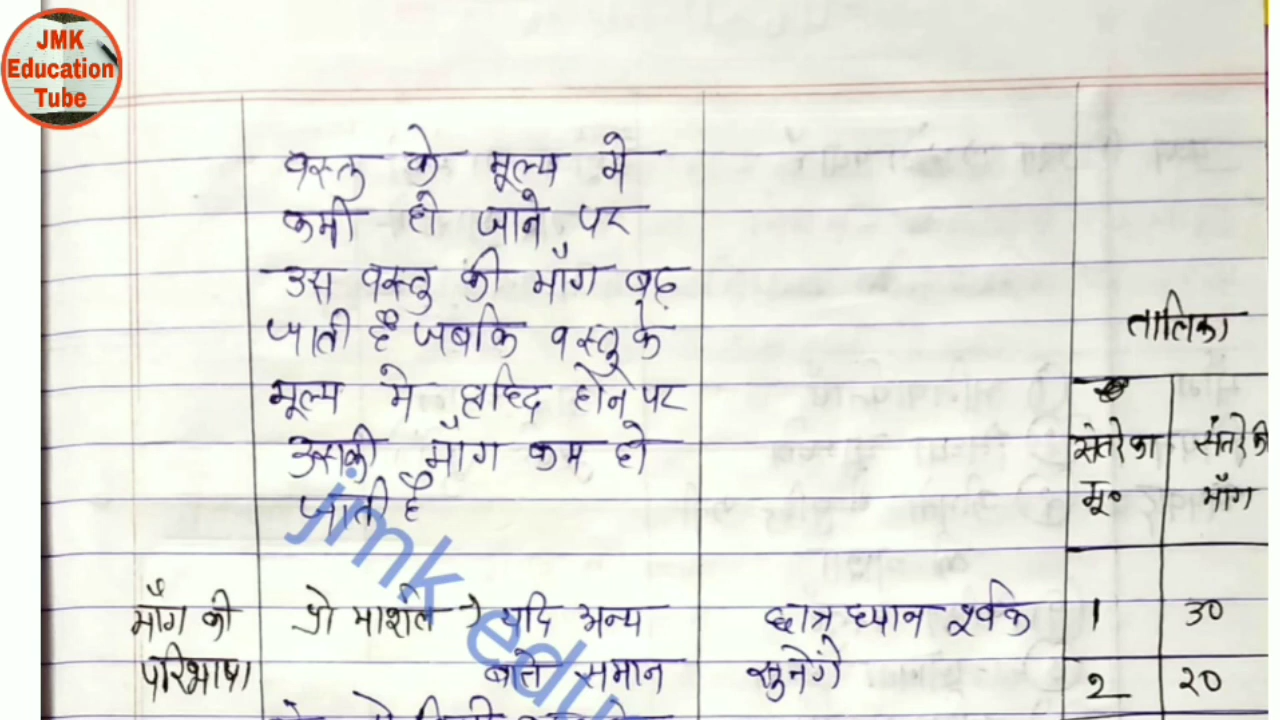 JMK
Education
Tube
वस्तु के मूल्य मे
कमी हो जाने पर
उस वस्तु की माँग बढ़
जाती है जबकि वस्तु के
मूल्य मे वृद्धि होने पर
उसकी माँग कम हो
जाती है
तालिका
संतरे का संतरे की
मू० माँग
माँग की प्रो मार्शल → यदि अन्य छात्र ध्यान पूर्वक 1 30
परिभाषा बाते समान सुनेगे 2 20
jmk edu